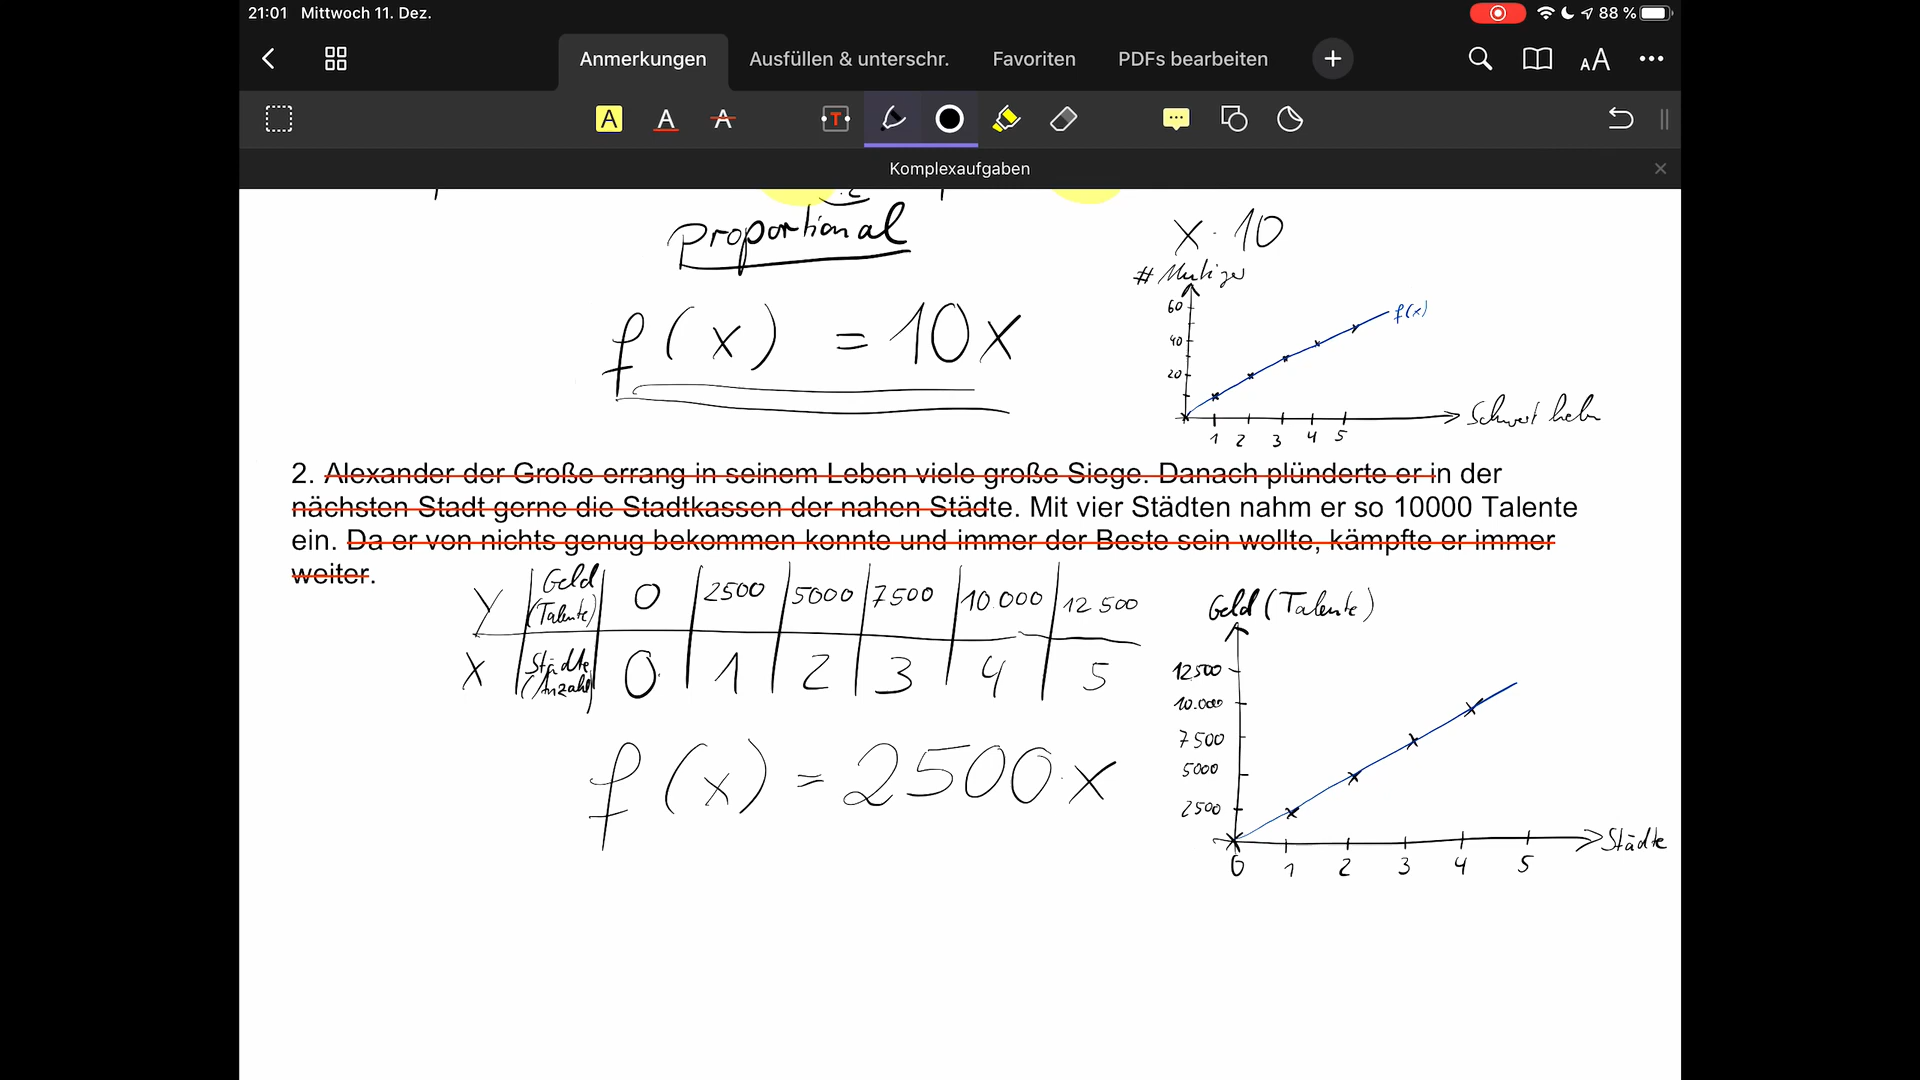 21:01 Mittwoch 11. Dez.
88 %
Anmerkungen Ausfüllen & unterschr. Favoriten PDFs bearbeiten
AA
A A A T
Komplexaufgaben
proportional
x · 10
# Mutiger
f(x) = 10x
60
40
20
f(x)
1 2 3 4 5
Schwert heben
2. Alexander der Große errang in seinem Leben viele große Siege. Danach plünderte er in der
nächsten Stadt gerne die Stadtkassen der nahen Städte. Mit vier Städten nahm er so 10000 Talente
ein. Da er von nichts genug bekommen konnte und immer der Beste sein wollte, kämpfte er immer
weiter.
Y Geld (Talente) 0 2500 5000 7500 10.000 12 500
X Städte (Anzahl) 0 1 2 3 4 5
f(x) = 2500·x
Geld (Talente)
12500
10.000
7500
5000
2500
0 1 2 3 4 5
Städte